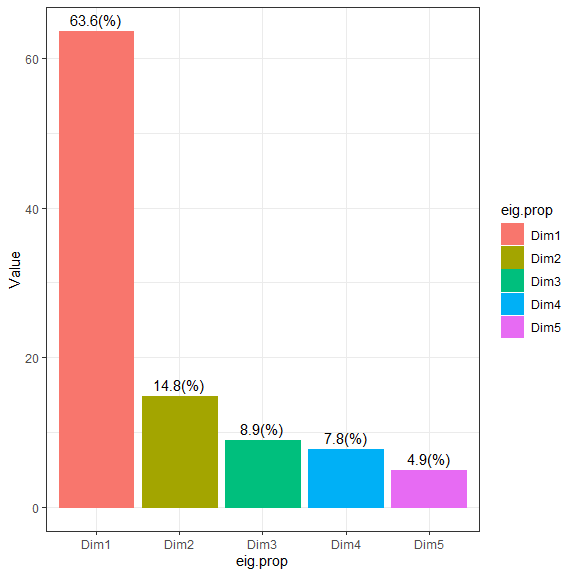 63.6(%)
60
40
20
0
Value
14.8(%)
8.9(%)
7.8(%)
4.9(%)
Dim1
Dim2
Dim3
Dim4
Dim5
eig.prop
eig.prop
Dim1
Dim2
Dim3
Dim4
Dim5